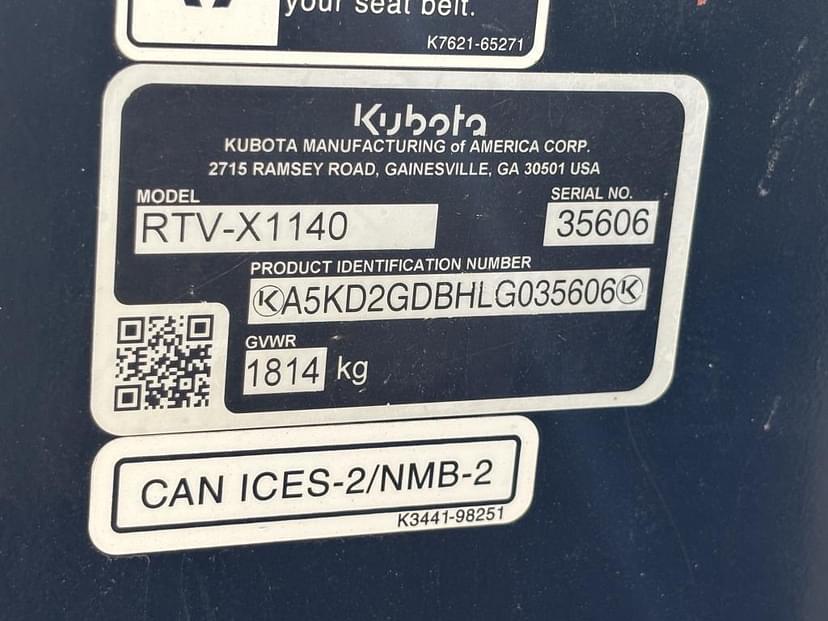 your seat belt.
K7621-65271
Kubota
KUBOTA MANUFACTURING of AMERICA CORP.
2715 RAMSEY ROAD, GAINESVILLE, GA 30501 USA
MODEL
RTV-X1140
SERIAL NO.
35606
PRODUCT IDENTIFICATION NUMBER
A5KD2GDBHLG035606
GVWR
1814 kg
CAN ICES-2/NMB-2
K3441-98251